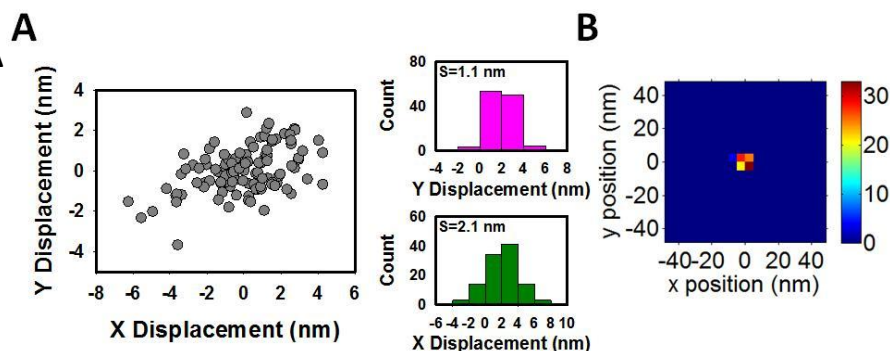 A
B
Y Displacement (nm)
4
2
0
-2
-4
-8
-6
-4
-2
0
2
4
6
X Displacement (nm)
S=1.1 nm
Count
80
40
0
-4 -2 0 2 4 6 8
Y Displacement (nm)
S=2.1 nm
Count
60
40
20
0
-6 -4 -2 0 2 4 6 8 10
X Displacement (nm)
y position (nm)
40
20
0
-20
-40
-40
-20
0
20
40
x position (nm)
30
25
20
15
10
5
0